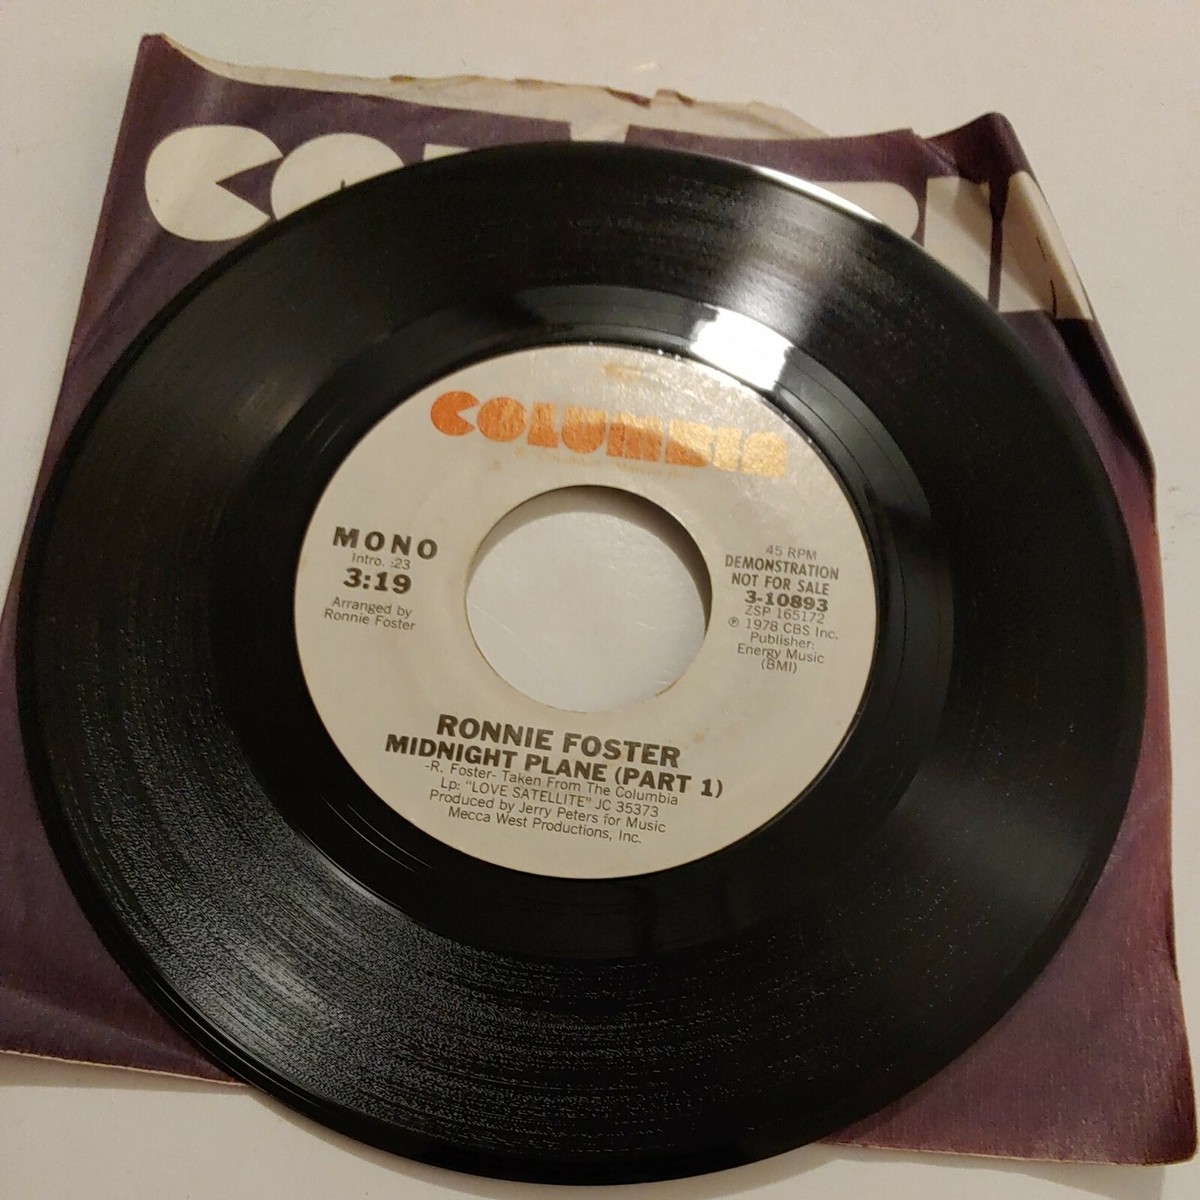 COLUMBIA
MONO
Intro. :23
3:19
Arranged by
Ronnie Foster
45 RPM
DEMONSTRATION
NOT FOR SALE
3-10893
ZSP 165172
℗ 1978 CBS Inc.
Publisher:
Energy Music
(BMI)
RONNIE FOSTER
MIDNIGHT PLANE (PART 1)
-R. Foster- Taken From The Columbia
Lp: "LOVE SATELLITE" JC 35373
Produced by Jerry Peters for Music
Mecca West Productions, Inc.